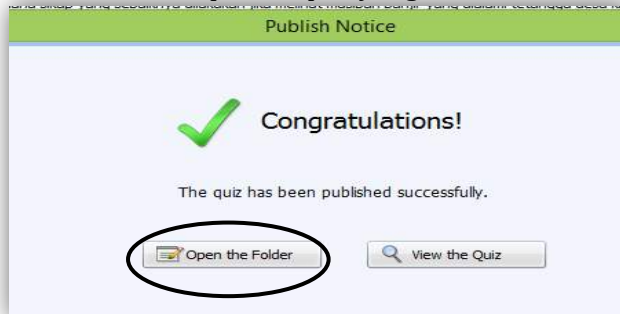 Publish Notice
Congratulations!
The quiz has been published successfully.
Open the Folder
View the Quiz